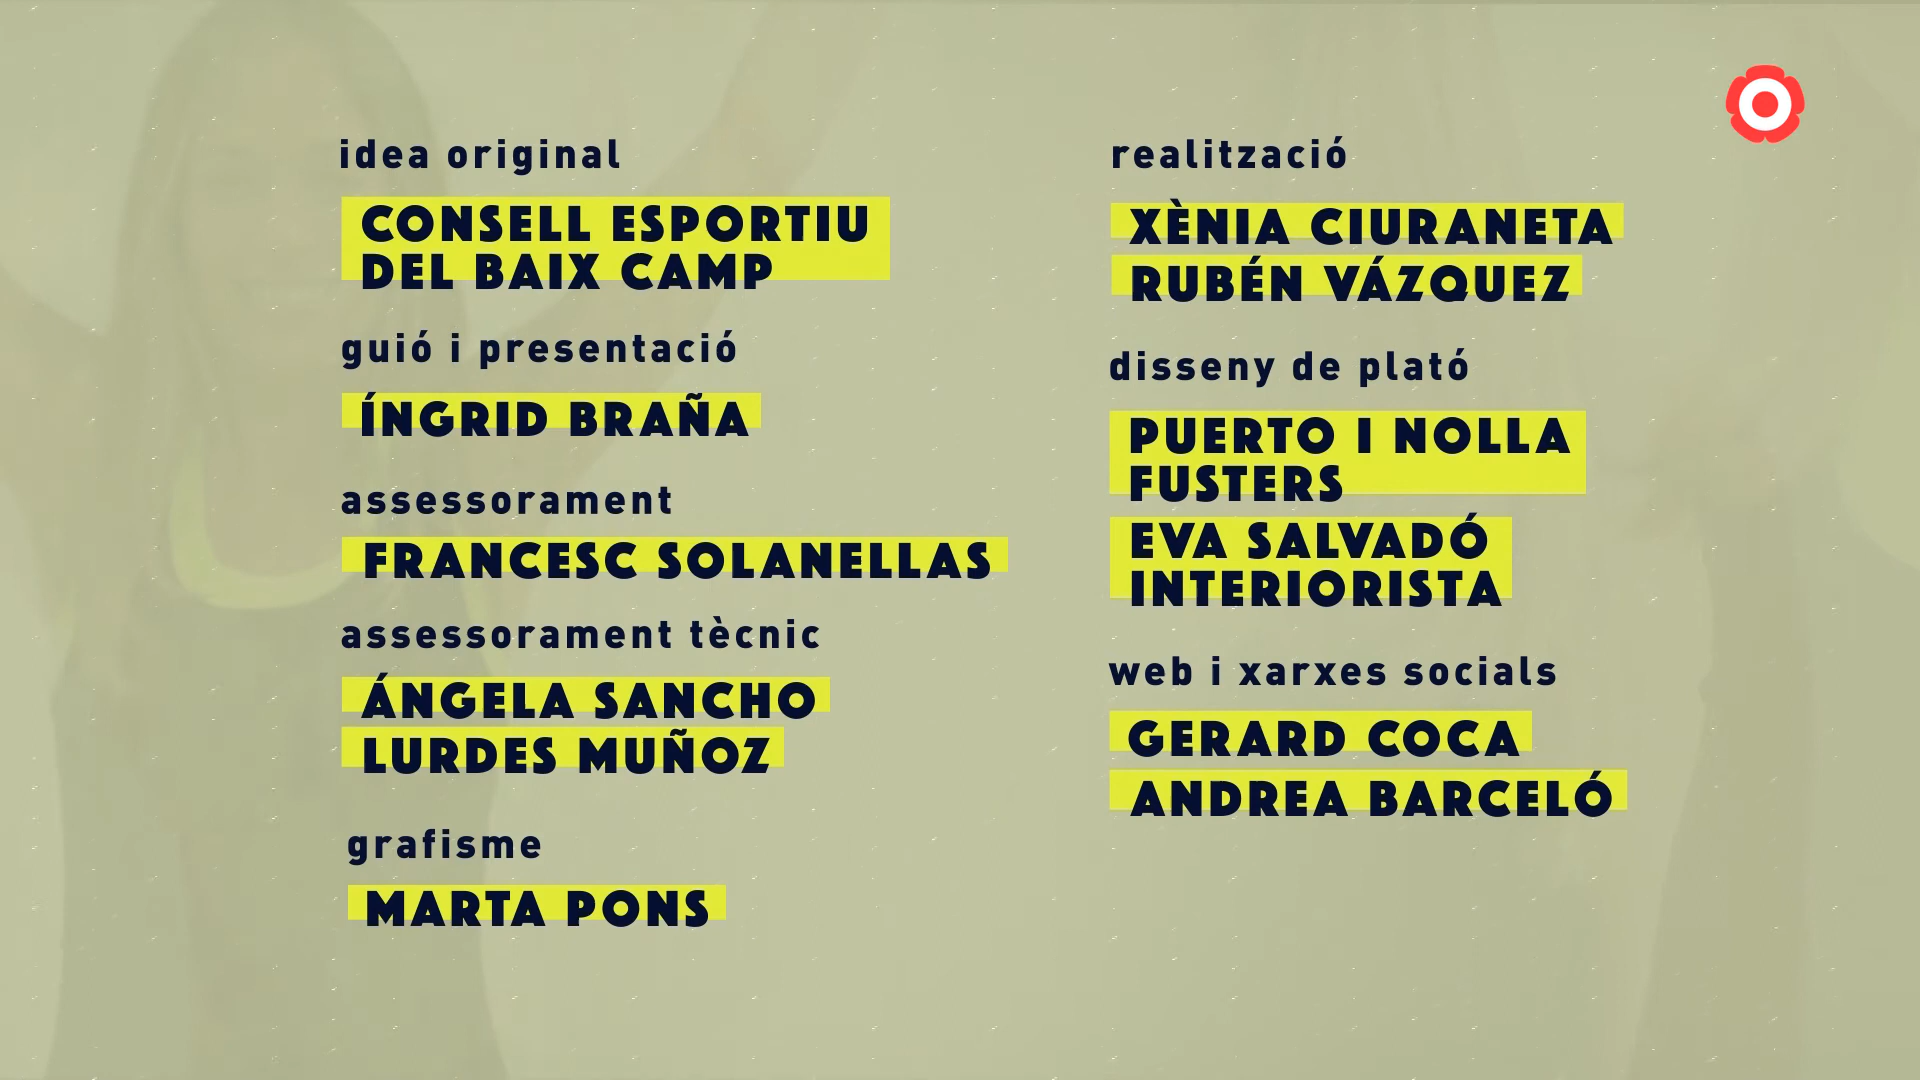 idea original
CONSELL ESPORTIU
DEL BAIX CAMP
guió i presentació
ÍNGRID BRAÑA
assessorament
FRANCESC SOLANELLAS
assessorament tècnic
ÁNGELA SANCHO
LURDES MUÑOZ
grafisme
MARTA PONS
realització
XÈNIA CIURANETA
RUBÉN VÁZQUEZ
disseny de plató
PUERTO I NOLLA
FUSTERS
EVA SALVADÓ
INTERIORISTA
web i xarxes socials
GERARD COCA
ANDREA BARCELÓ